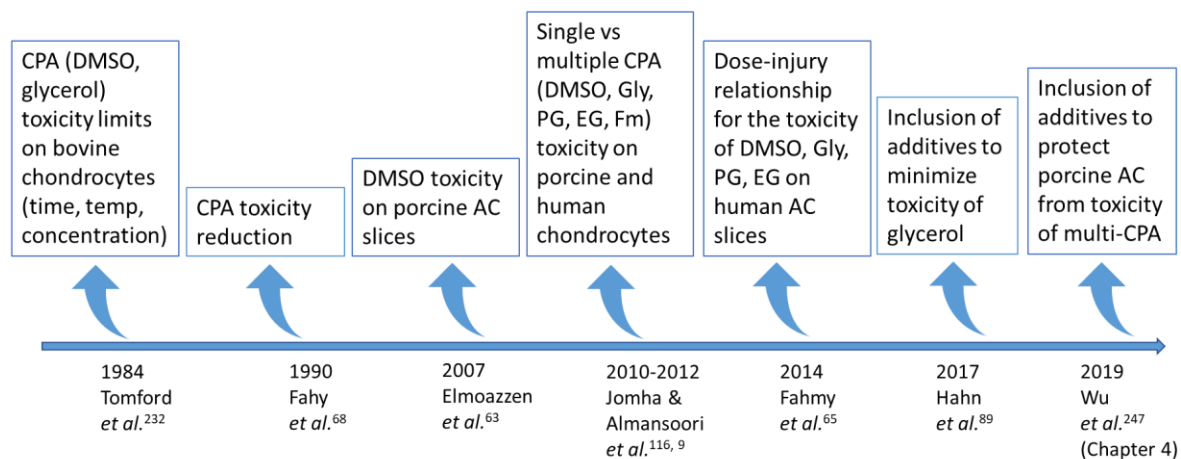 CPA (DMSO,
glycerol)
toxicity limits
on bovine
chondrocytes
(time, temp,
concentration)
CPA toxicity
reduction
DMSO toxicity
on porcine AC
slices
Single vs
multiple CPA
(DMSO, Gly,
PG, EG, Fm)
toxicity on
porcine and
human
chondrocytes
Dose-injury
relationship
for the toxicity
of DMSO, Gly,
PG, EG on
human AC
slices
Inclusion of
additives to
minimize
toxicity of
glycerol
Inclusion of
additives to
protect
porcine AC
from toxicity
of multi-CPA
1984
Tomford
et al.232
1990
Fahy
et al.68
2007
Elmoazzen
et al.63
2010-2012
Jomha &
Almansoori
et al.116, 9
2014
Fahmy
et al.65
2017
Hahn
et al.89
2019
Wu
et al.247
(Chapter 4)